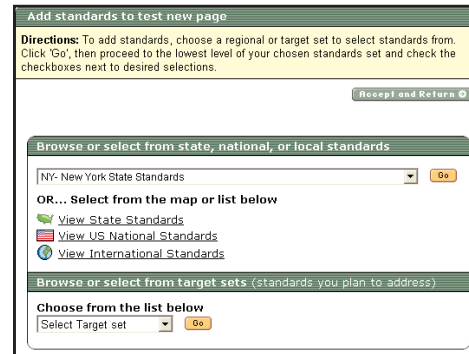 Add standards to test new page
Directions: To add standards, choose a regional or target set to select standards from.
Click 'Go', then proceed to the lowest level of your chosen standards set and check the
checkboxes next to desired selections.
Accept and Return
Browse or select from state, national, or local standards
NY- New York State Standards Go
OR... Select from the map or list below
View State Standards
View US National Standards
View International Standards
Browse or select from target sets (standards you plan to address)
Choose from the list below
Select Target set Go